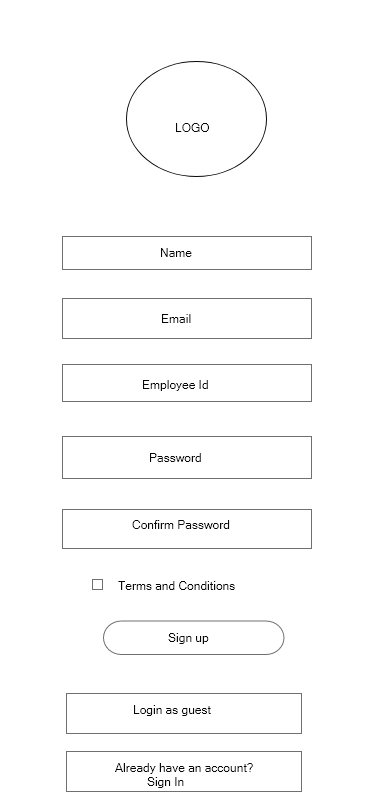 LOGO
Name
Email
Employee Id
Password
Confirm Password
Terms and Conditions
Sign up
Login as guest
Already have an account?
Sign In